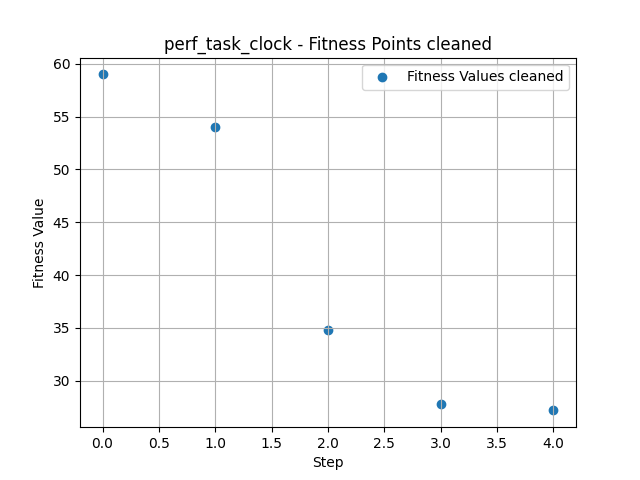 perf_task_clock - Fitness Points cleaned
Fitness Values cleaned
60
55
50
45
40
35
30
Fitness Value
0.0 0.5 1.0 1.5 2.0 2.5 3.0 3.5 4.0
Step